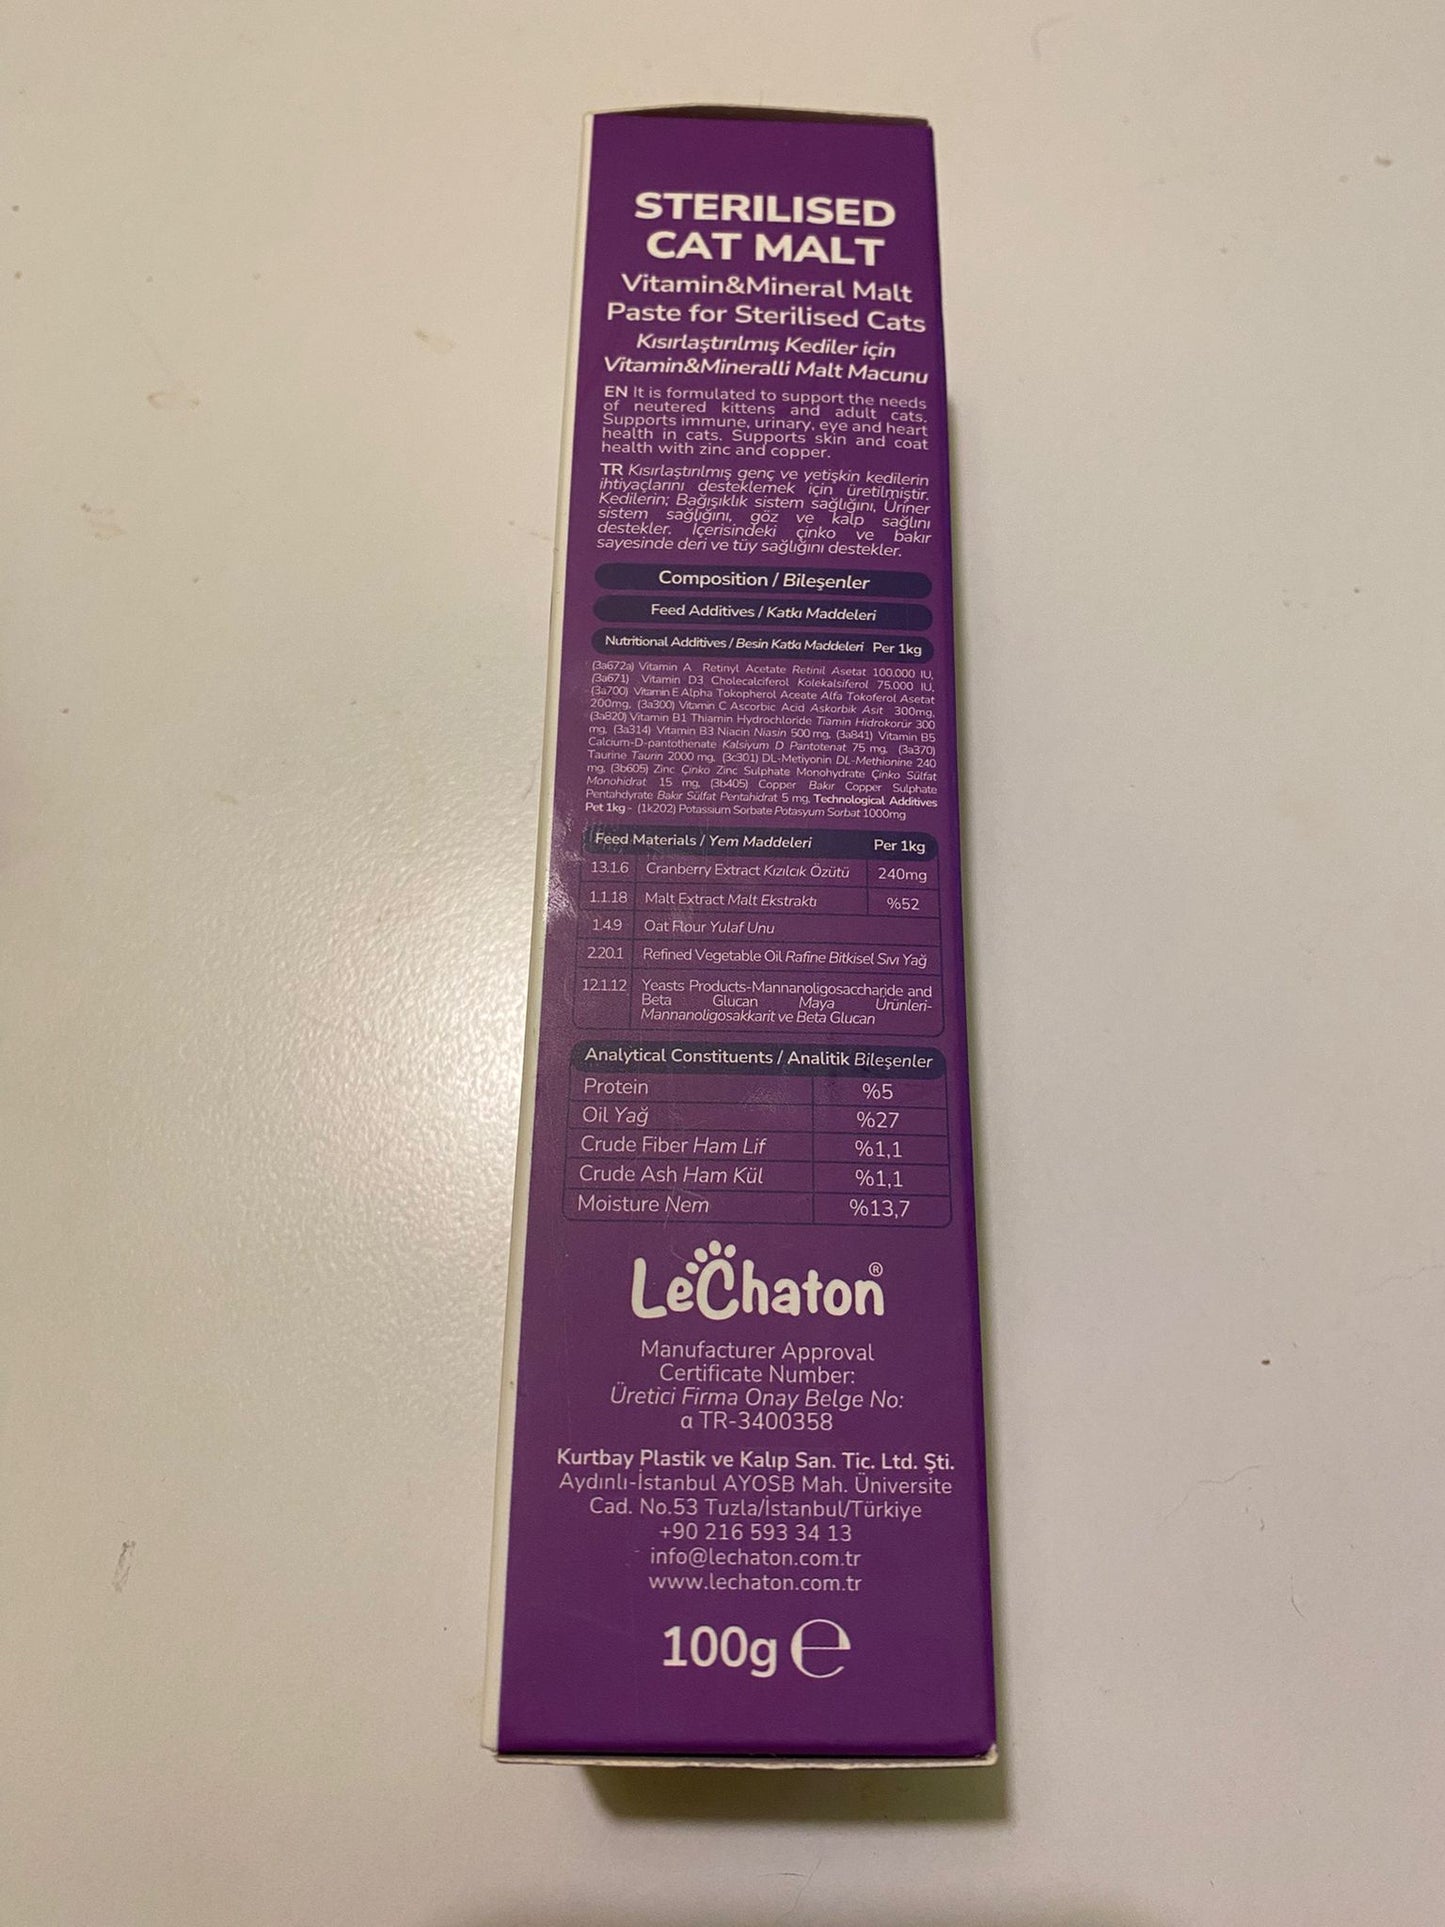 STERILISED
CAT MALT
Vitamin&Mineral Malt
Paste for Sterilised Cats
Kısırlaştırılmış Kediler için
Vitamin&Mineralli Malt Macunu
EN It is formulated to support the needs
of neutered kittens and adult cats.
Supports immune, urinary, eye and heart
health in cats. Supports skin and coat
health with zinc and copper.
TR Kısırlaştırılmış genç ve yetişkin kedilerin
ihtiyaçlarını desteklemek için üretilmiştir.
Kedilerin; Bağışıklık sistem sağlığını, Üriner
sistem sağlığını, göz ve kalp sağlını
destekler. İçerisindeki çinko ve bakır
sayesinde deri ve tüy sağlığını destekler.
Composition / Bileşenler
Feed Additives / Katkı Maddeleri
Nutritional Additives / Besin Katkı Maddeleri Per 1kg
(3a672a) Vitamin A Retinyl Acetate Retinil Asetat 100.000 IU,
(3a671) Vitamin D3 Cholecalciferol Kolekalsiferol 75.000 IU,
(3a700) Vitamin E Alpha Tokopherol Aceate Alfa Tokoferol Asetat
200mg, (3a300) Vitamin C Ascorbic Acid Askorbik Asit 300mg,
(3a820) Vitamin B1 Thiamin Hydrochloride Tiamin Hidrokorür 300
mg, (3a314) Vitamin B3 Niacin Niasin 500 mg, (3a841) Vitamin B5
Calcium-D-pantothenate Kalsiyum D Pantotenat 75 mg, (3a370)
Taurine Taurin 2000 mg, (3c301) DL-Metiyonin DL-Methionine 240
mg, (3b605) Zinc Çinko Zinc Sulphate Monohydrate Çinko Sülfat
Monohidrat 15 mg, (3b405) Copper Bakır Copper Sulphate
Pentahdyrate Bakır Sülfat Pentahidrat 5 mg, Technological Additives
Pet 1kg - (1k202) Potassium Sorbate Potasyum Sorbat 1000mg
Feed Materials / Yem Maddeleri Per 1kg
13.1.6 Cranberry Extract Kızılcık Özütü 240mg
1.1.18 Malt Extract Malt Ekstraktı %52
1.4.9 Oat Flour Yulaf Unu
2.20.1 Refined Vegetable Oil Rafine Bitkisel Sıvı Yağ
12.1.12 Yeasts Products-Mannanoligosaccharide and
Beta Glucan Maya Ürünleri-
Mannanoligosakkarit ve Beta Glucan
Analytical Constituents / Analitik Bileşenler
Protein %5
Oil Yağ %27
Crude Fiber Ham Lif %1,1
Crude Ash Ham Kül %1,1
Moisture Nem %13,7
LeChaton®
Manufacturer Approval
Certificate Number:
Üretici Firma Onay Belge No:
α TR-3400358
Kurtbay Plastik ve Kalıp San. Tic. Ltd. Şti.
Aydınlı-İstanbul AYOSB Mah. Üniversite
Cad. No.53 Tuzla/İstanbul/Türkiye
+90 216 593 34 13
info@lechaton.com.tr
www.lechaton.com.tr
100g ℮